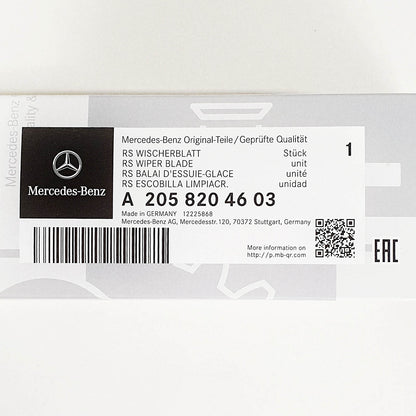 Mercedes-Benz
ality &
Mercedes-Benz
Mercedes-Benz Original-Teile/Geprüfte Qualität
RS WISCHERBLATT Stück 1
RS WIPER BLADE unit
RS BALAI D'ESSUIE-GLACE unité
RS ESCOBILLA LIMPIACR. unidad
A 205 820 46 03
Made in GERMANY 12225868
Mercedes-Benz AG, Mercedesstr.120, 70372 Stuttgart, Germany
More information on
http://p.mb-qr.com
EAC